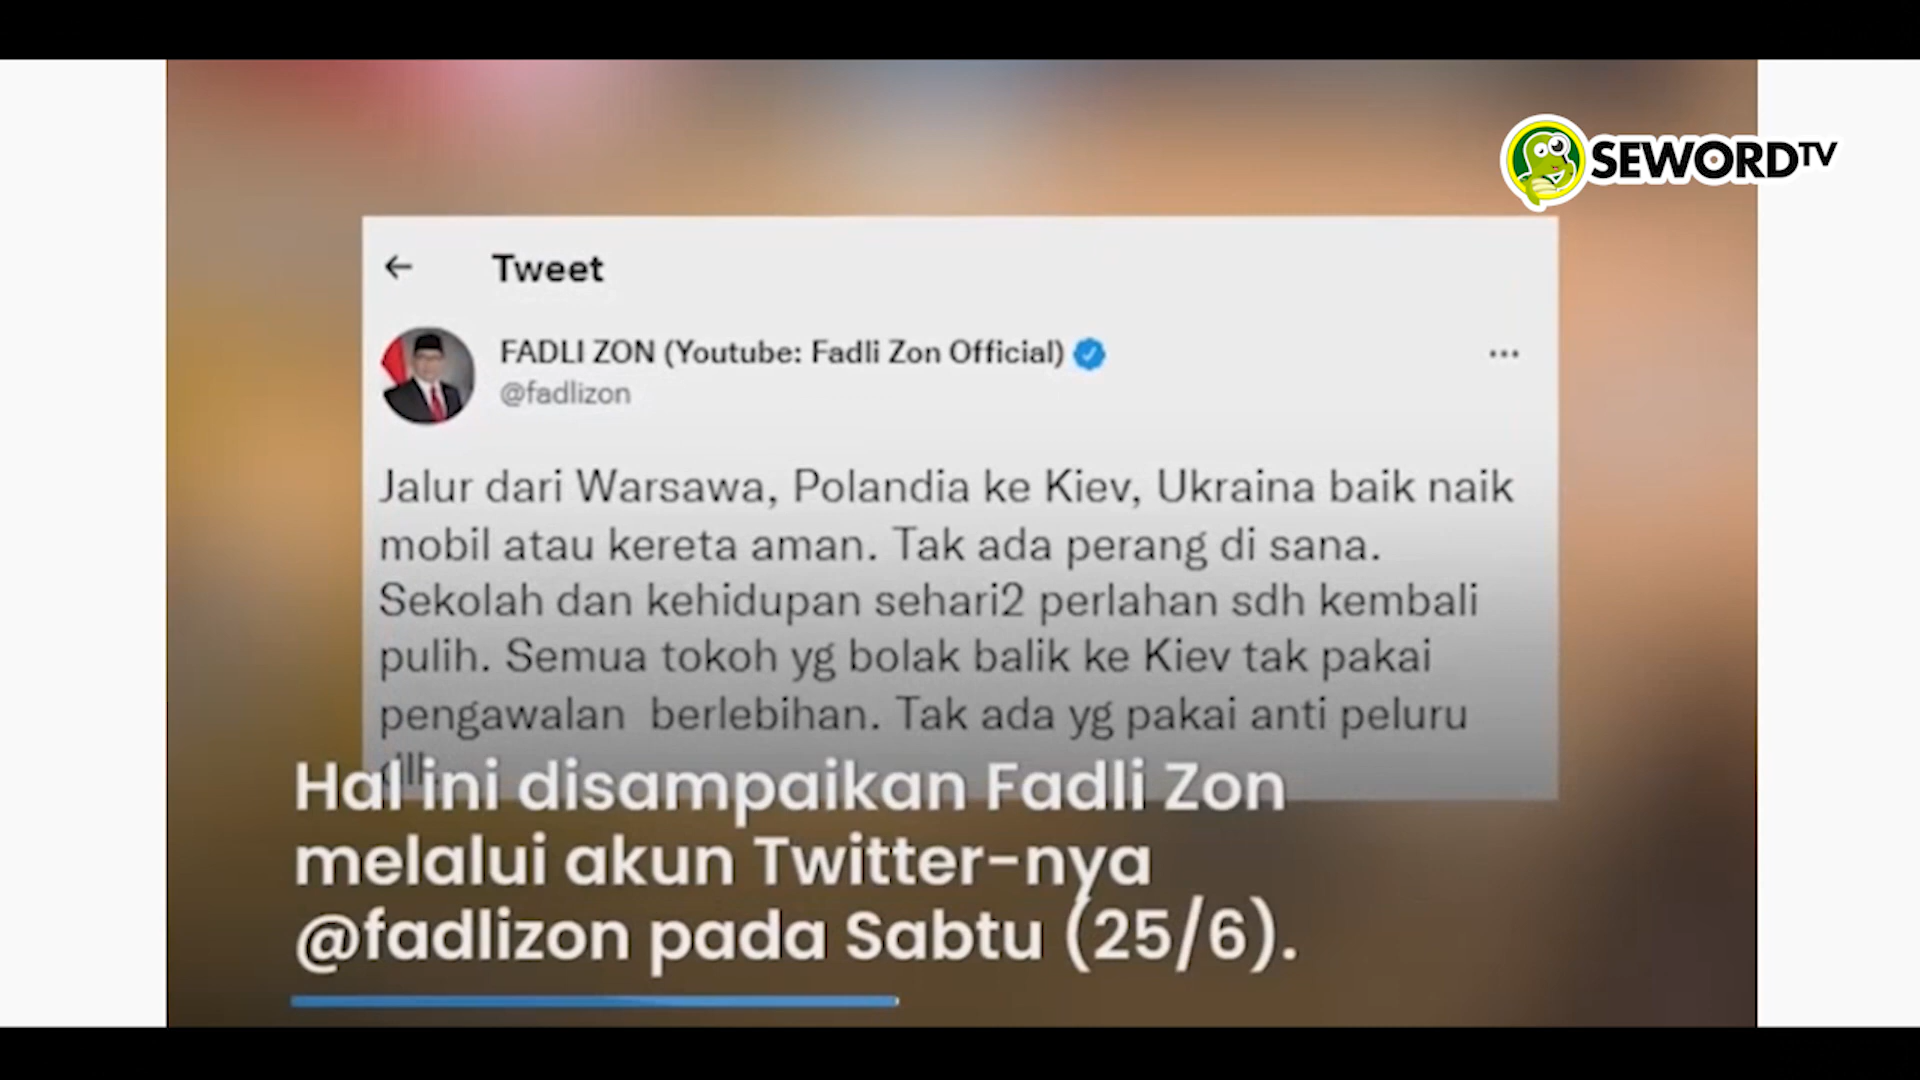 SEWORD TV
Tweet
FADLI ZON (Youtube: Fadli Zon Official)
@fadlizon
Jalur dari Warsawa, Polandia ke Kiev, Ukraina baik naik
mobil atau kereta aman. Tak ada perang di sana.
Sekolah dan kehidupan sehari2 perlahan sdh kembali
pulih. Semua tokoh yg bolak balik ke Kiev tak pakai
pengawalan berlebihan. Tak ada yg pakai anti peluru
Hal ini disampaikan Fadli Zon
melalui akun Twitter-nya
@fadlizon pada Sabtu (25/6).